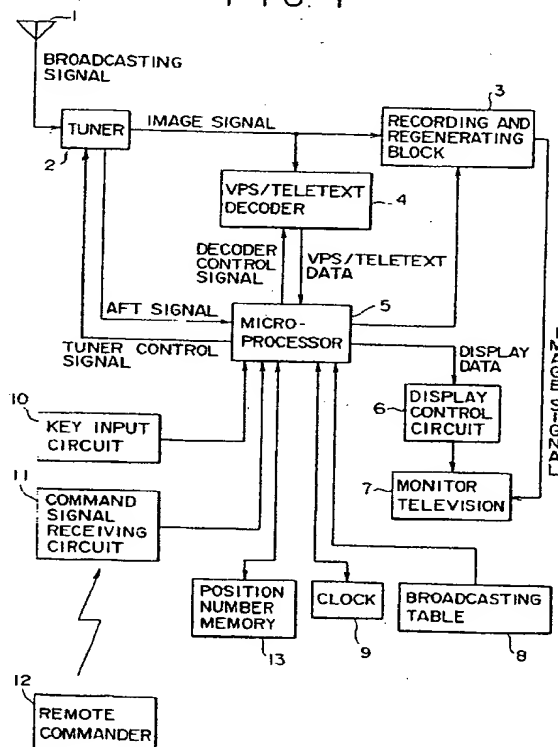 FIG. 1
1
BROADCASTING
SIGNAL
TUNER
2
IMAGE SIGNAL
3
RECORDING AND
REGENERATING
BLOCK
VPS/TELETEXT
DECODER
4
DECODER
CONTROL
SIGNAL
VPS/TELETEXT
DATA
AFT SIGNAL
TUNER CONTROL
SIGNAL
5
MICRO-
PROCESSOR
DISPLAY
DATA
IMAGE SIGNAL
6
DISPLAY
CONTROL
CIRCUIT
7
MONITOR
TELEVISION
10
KEY INPUT
CIRCUIT
11
COMMAND
SIGNAL
RECEIVING
CIRCUIT
POSITION
NUMBER
MEMORY
13
CLOCK
9
BROADCASTING
TABLE
8
12
REMOTE
COMMANDER